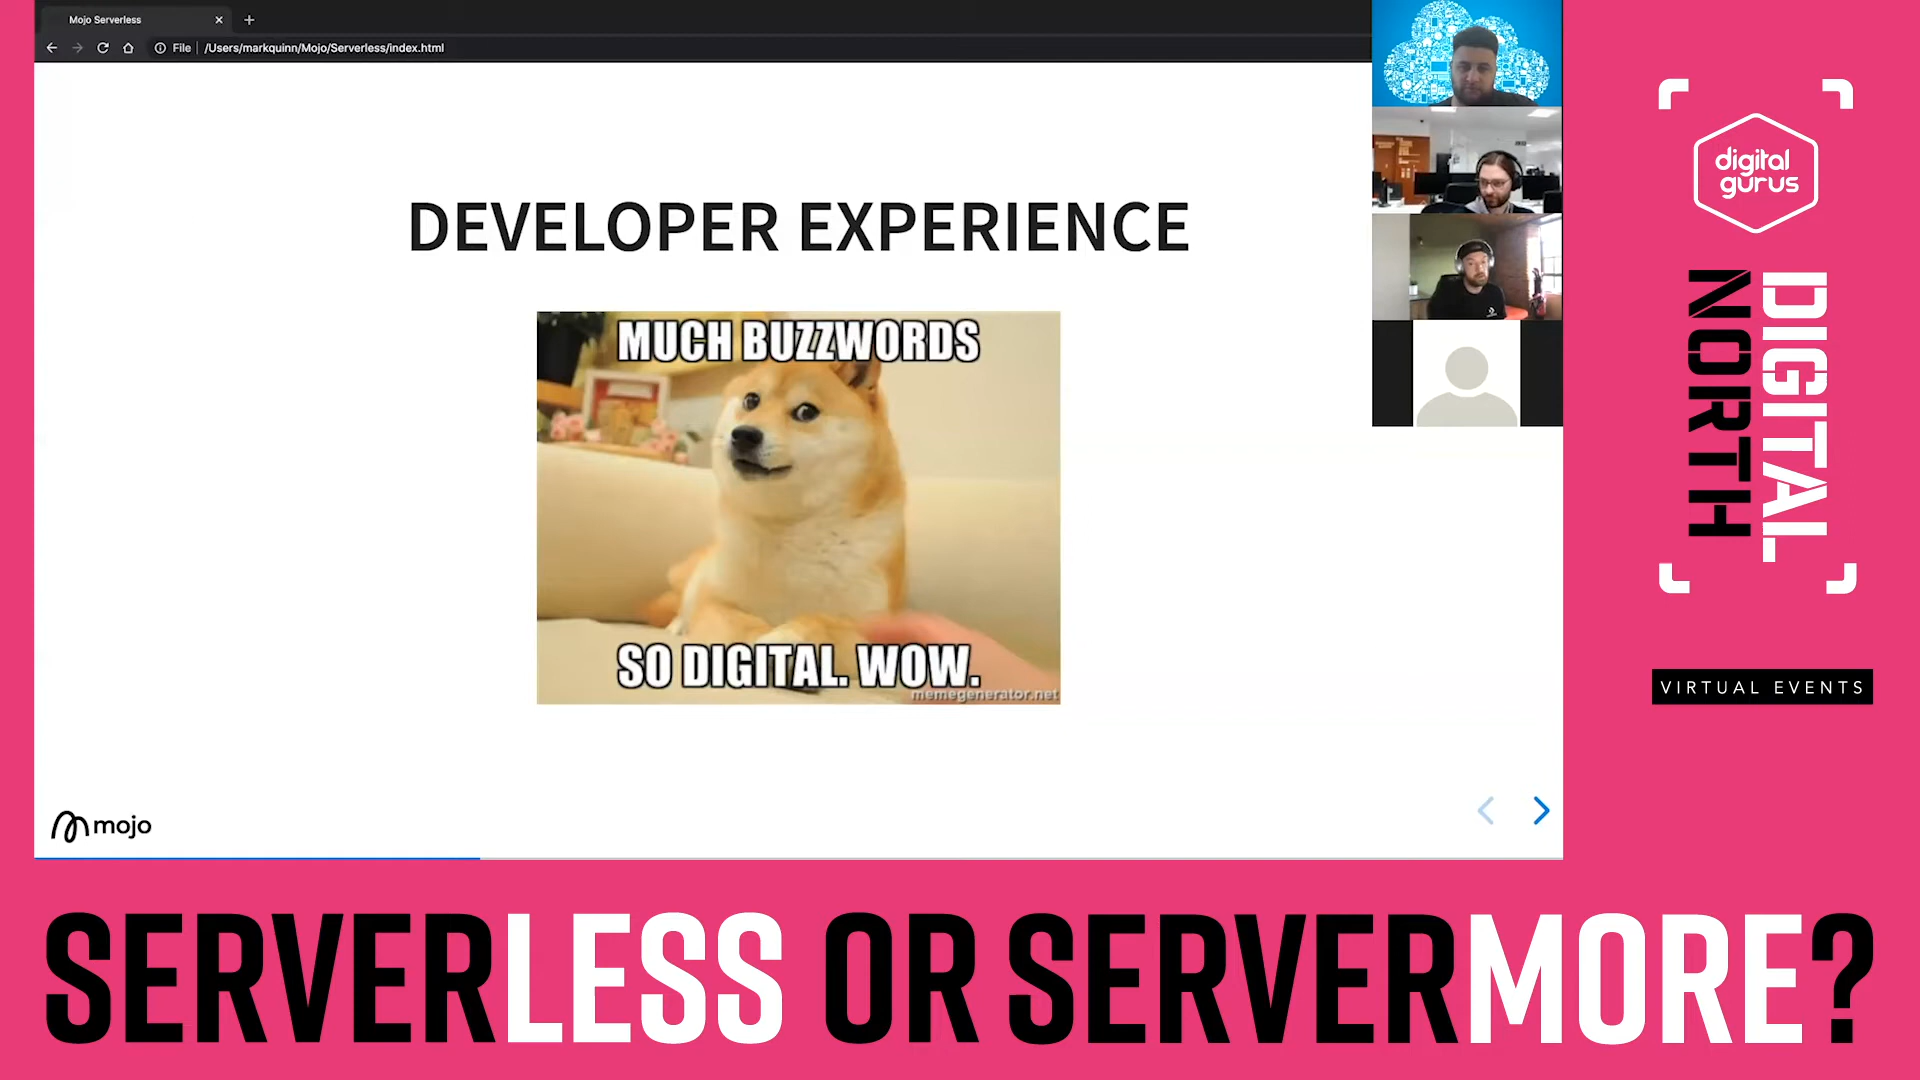 Mojo Serverless
File
/Users/markquinn/Mojo/Serverless/index.html
DEVELOPER EXPERIENCE
MUCH BUZZWORDS
SO DIGITAL. WOW.
memegenerator.net
mojo
digital
gurus
DIGITAL
NORTH
VIRTUAL EVENTS
SERVERLESS OR SERVERMORE?